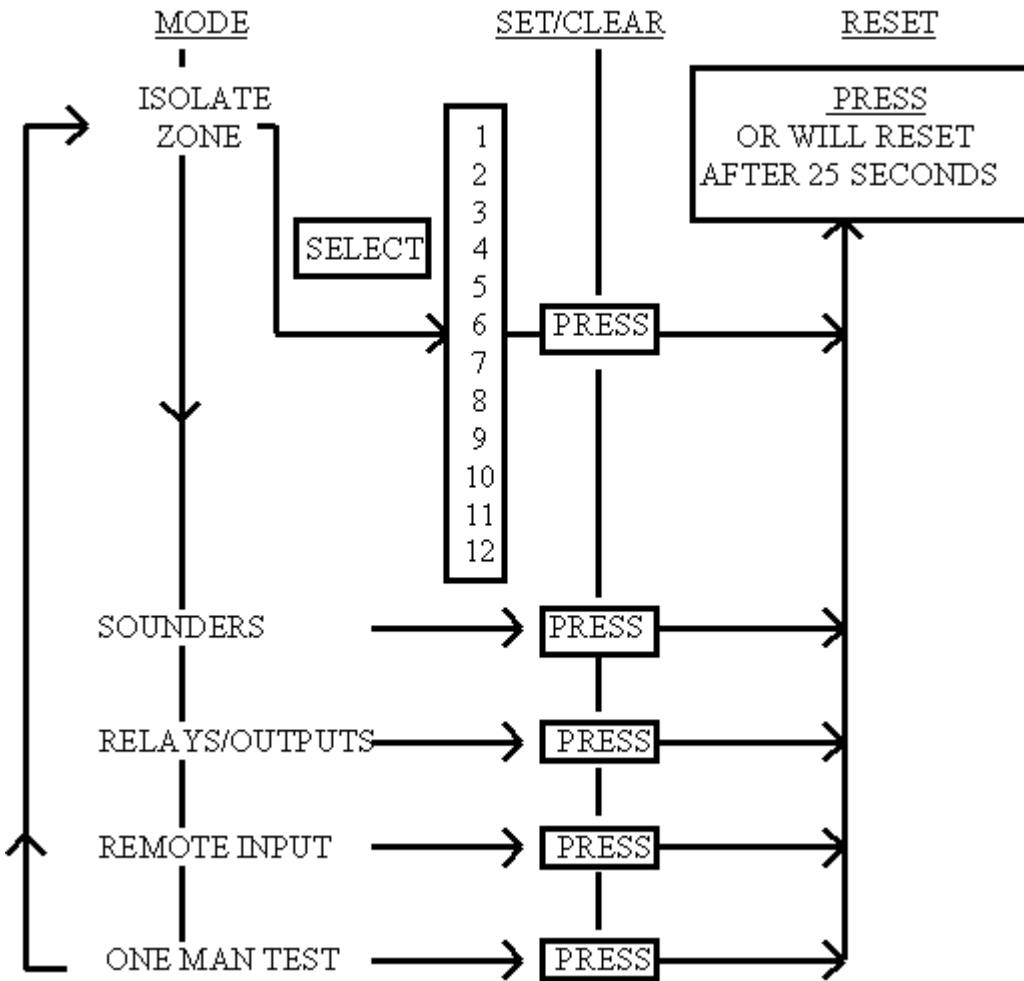 MODE
SET/CLEAR
RESET
ISOLATE
ZONE
SELECT
1
2
3
4
5
6
7
8
9
10
11
12
PRESS
PRESS
OR WILL RESET
AFTER 25 SECONDS
SOUNDERS
PRESS
RELAYS/OUTPUTS
PRESS
REMOTE INPUT
PRESS
ONE MAN TEST
PRESS